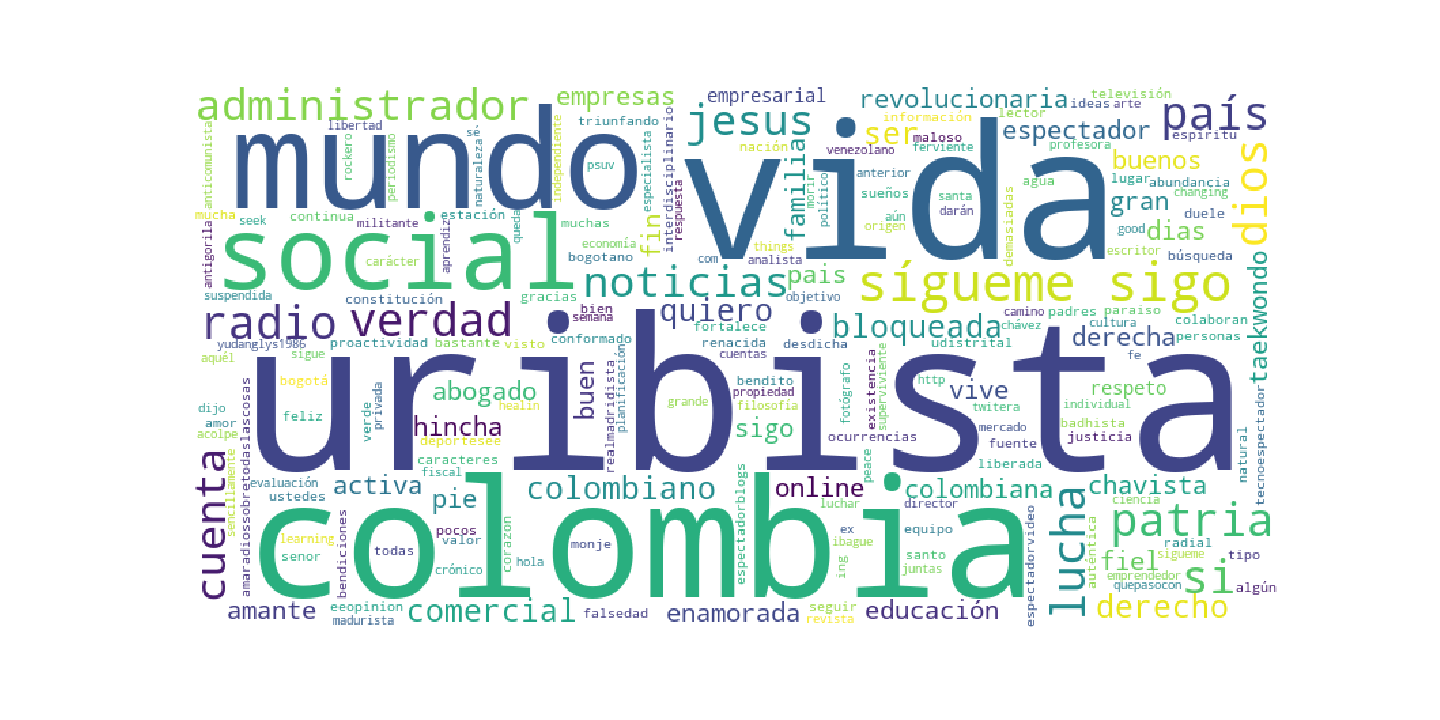 administrador
empresas
empresarial
revolucionaria
ideas
arte
televisión
país
espiritu
mundo
vida
jesus
información
lector
ser
maloso
espectador
libertad
triunfando
anticomunista
rockero
periodismo
sé
naturaleza
independiente
psuv
especialista
interdisciplinario
respuesta
nación
venezolano
ferviente
profesora
buenos
dios
familia
morir
político
anterior
sueños
santa
darán
agua
lugar
abundancia
changing
gran
mucha
seek
continua
militante
estación
queda
muchas
fin
aún
origen
demasiadas
good
duele
dias
escritor
búsqueda
social
antigorila
carácter
aprendiz
economía
bogotano
things
com
analista
noticias
pais
sígueme sigo
suspendida
constitución
gracias
objetivo
taekwondo
radio
verdad
bien
semana
quiero
fortalece
bloqueada
camino
chávez
padres
paraiso
cultura
colaboran
derecha
personas
fe
yudanglys1986
proactividad
bastante
visto
conformado
renacida
desdicha
udistrital
aquél
sigue
cuentas
uribista
bogotó
abogado
healin
buen
realmadridista
planificación
bendito
propiedad
grande
filosofía
fotógrafo
existencia
superviviente
http
vive
twitera
respeto
individual
dijo
amor
acolpe
feliz
verde
privada
hincha
deportesee
sigo
ocurrencias
mercado
fuente
badhista
justicia
amaradiossobretodaslascosas
caracteres
fiscal
peace
liberada
natural
tecnoespectador
cuenta
sencillamente
evaluación
ustedes
activa
pie
colombiano
espectadorblogs
online
luchar
director
colombiana
chavista
ciencia
patria
colombia
learning
senor
bendiciones
todas
pocos
valor
crónico
corazon
hola
monje
ex
ibague
ing
equipo
santo
juntas
espectadorvideo
lucha
auténtica
radial
sigueme
tipo
fiel
emprendedor
quepasocon
si
algún
amante
eeopinion
madurista
comercial
falsedad
enamorada
seguir
revista
educación
derecho